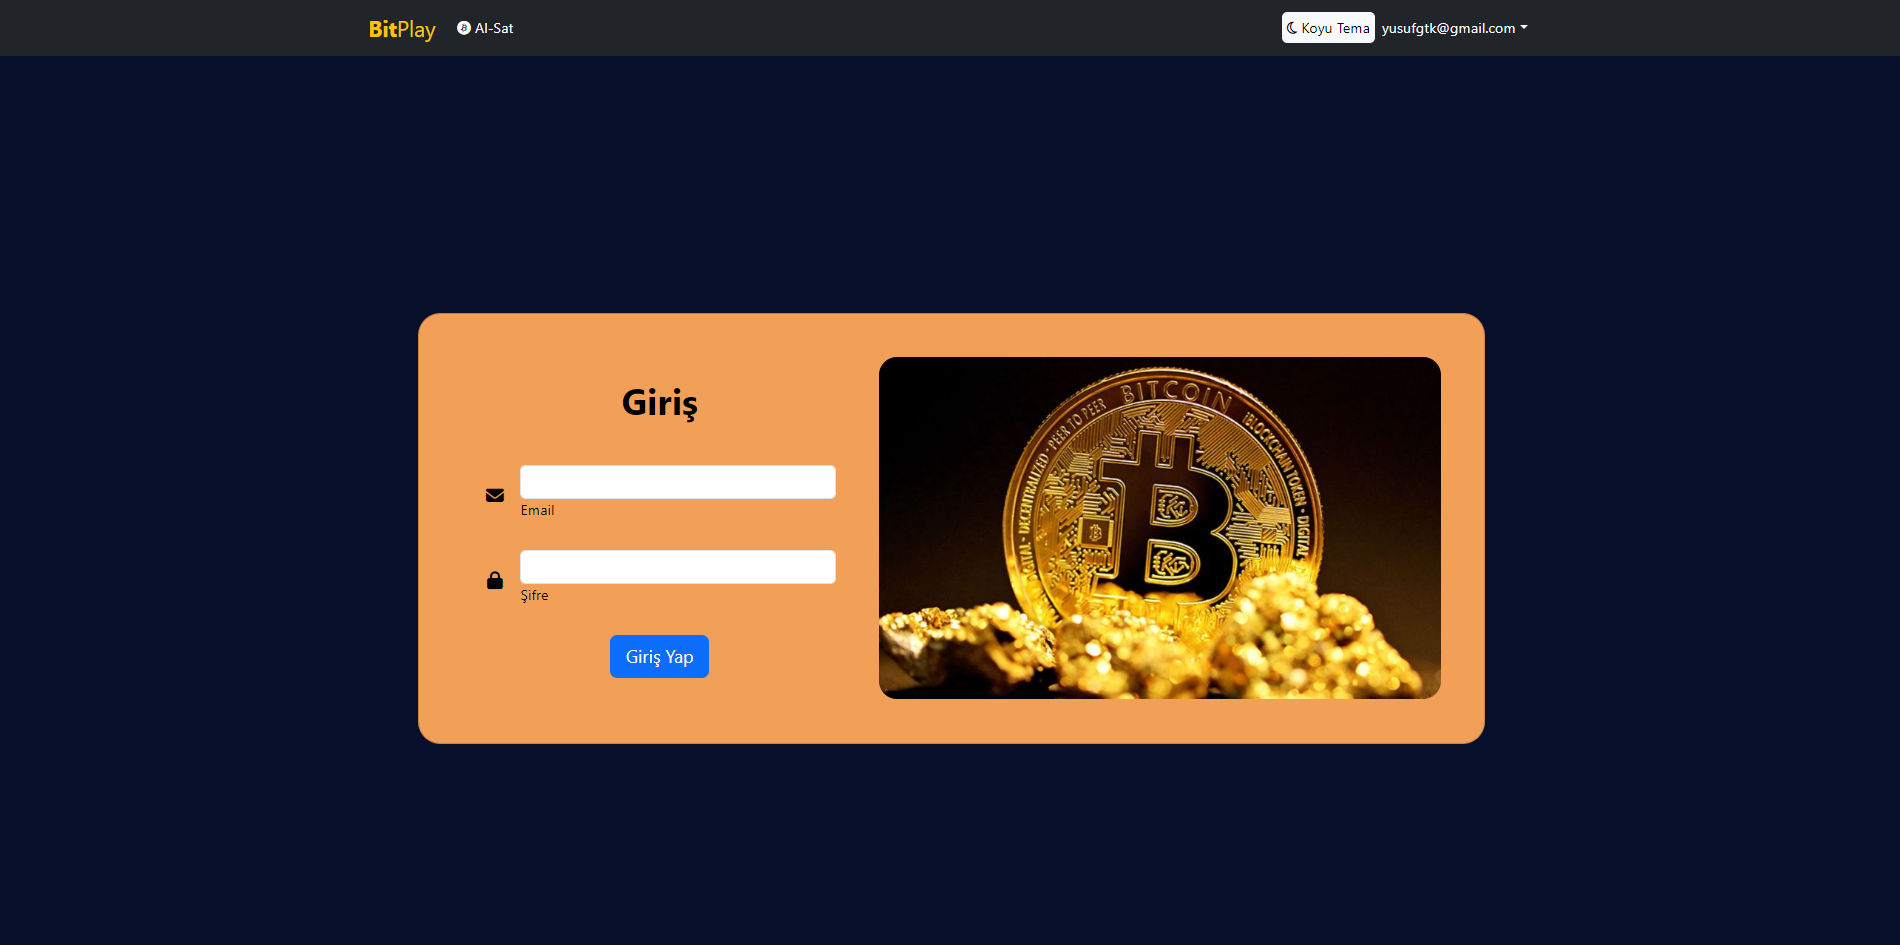 BitPlay Al-Sat Koyu Tema yusufgtk@gmail.com
Giriş
Email
Şifre
Giriş Yap
BITCOIN
DIGITAL • DECENTRALIZED • PEER TO PEER
BLOCKCHAIN TOKEN • DIGITAL